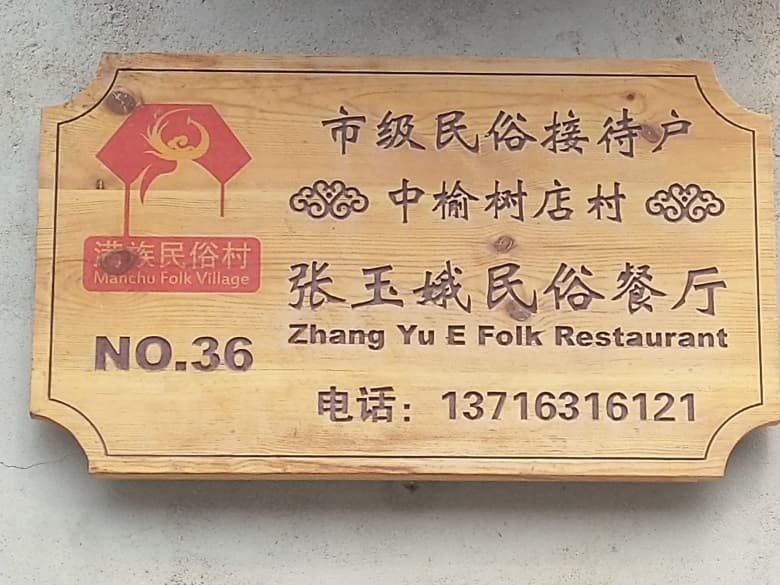 市级民俗接待户
中榆树店村
满族民俗村
Manchu Folk Village
张玉娥民俗餐厅
Zhang Yu E Folk Restaurant
NO.36
电话：13716316121